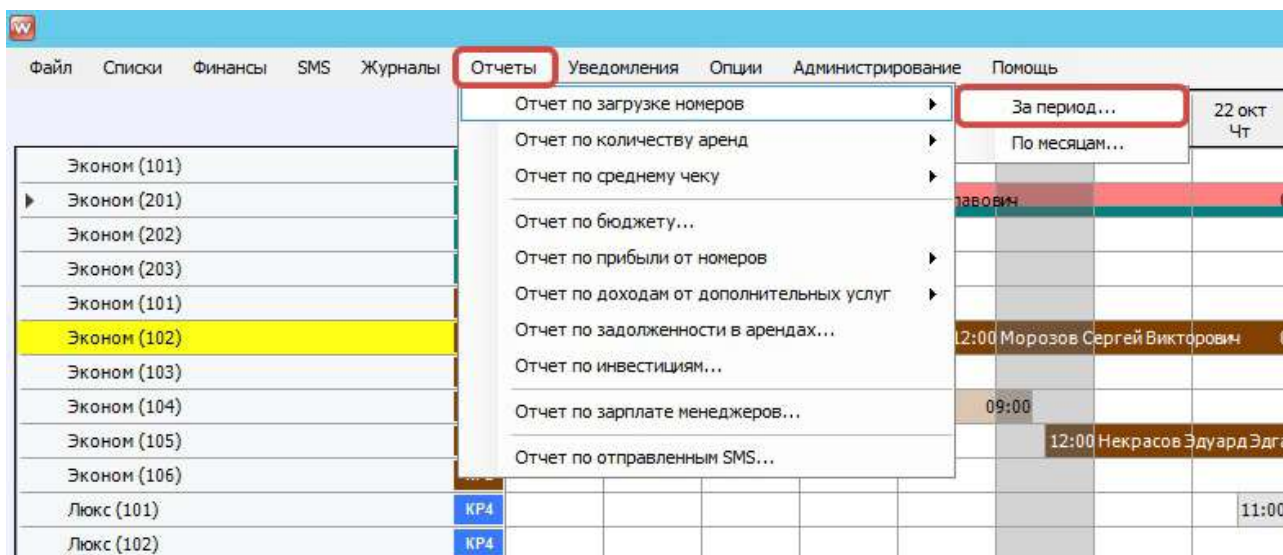 Файл Списки Финансы SMS Журналы Отчеты Уведомления Опции Администрирование Помощь
Отчет по загрузке номеров
За период...
22 окт
Чт
Отчет по количеству аренд
По месяцам...
Эконом (101)
Отчет по среднему чеку
Эконом (201)
лавович
Отчет по бюджету...
Эконом (202)
Отчет по прибыли от номеров
Эконом (203)
Отчет по доходам от дополнительных услуг
Эконом (101)
Отчет по задолженности в арендах...
Эконом (102)
12:00 Морозов Сергей Викторович
Отчет по инвестициям...
Эконом (103)
Отчет по зарплате менеджеров...
Эконом (104)
09:00
Эконом (105)
12:00 Некрасов Эдуард Эдга
Отчет по отправленным SMS...
Эконом (106)
Люкс (101)
КР4
11:00
Люкс (102)
КР4